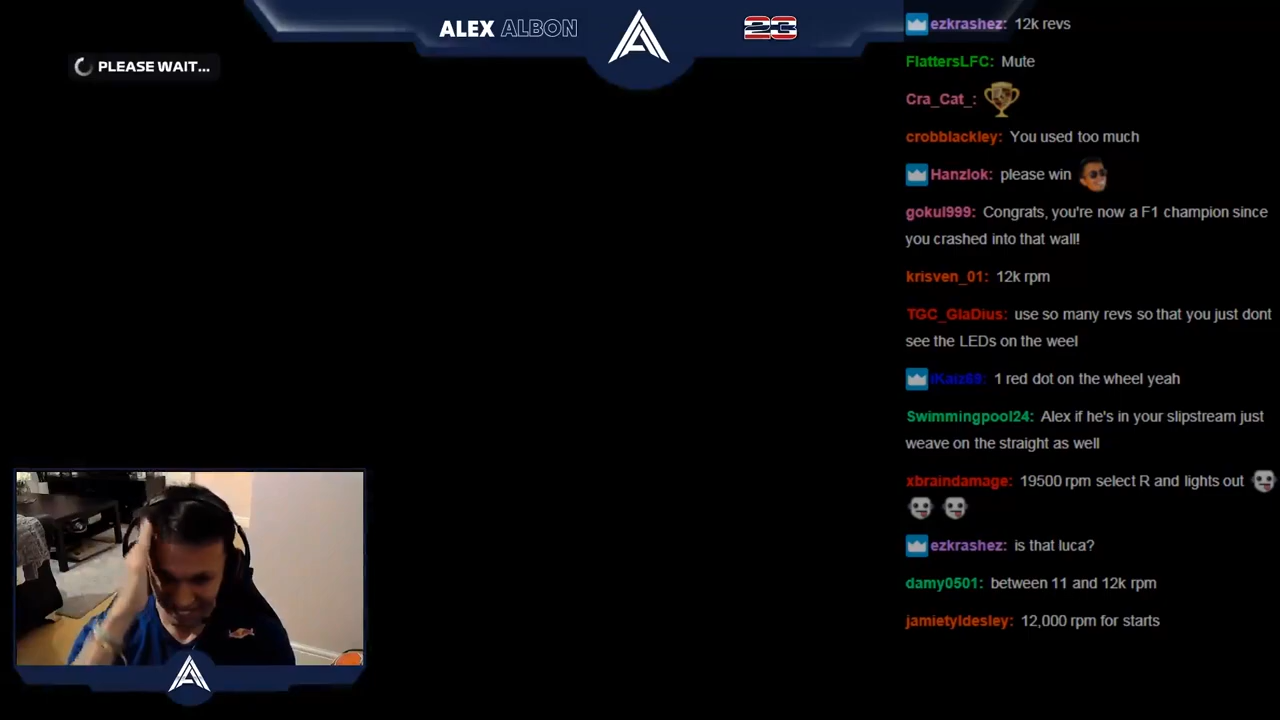 ALEX ALBON
23
PLEASE WAIT...
ezkrashez: 12k revs
FlattersLFC: Mute
Cra_Cat_:
crobblackley: You used too much
Hanzlok: please win
gokul999: Congrats, you're now a F1 champion since
you crashed into that wall!
krisven_01: 12k rpm
TGC_GlaDius: use so many revs so that you just dont
see the LEDs on the weel
iKaiz69: 1 red dot on the wheel yeah
Swimmingpool24: Alex if he's in your slipstream just
weave on the straight as well
xbraindamage: 19500 rpm select R and lights out
ezkrashez: is that luca?
damy0501: between 11 and 12k rpm
jamietyldesley: 12,000 rpm for starts